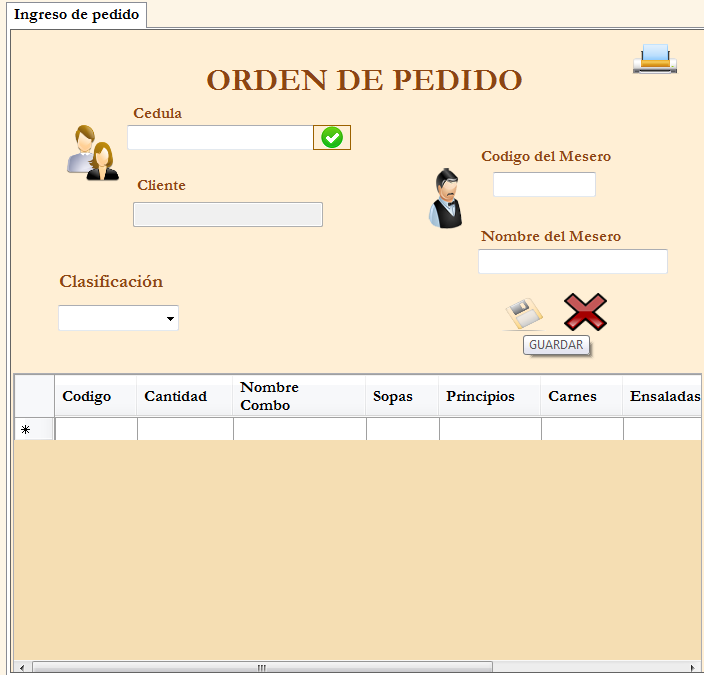 Ingreso de pedido
ORDEN DE PEDIDO
Cedula
Codigo del Mesero
Cliente
Nombre del Mesero
Clasificación
GUARDAR
Codigo Cantidad Nombre Combo Sopas Principios Carnes Ensaladas
*